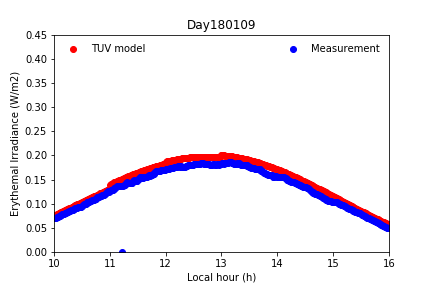 Day180109
TUV model
Measurement
Erythemal Irradiance (W/m2)
0.45
0.40
0.35
0.30
0.25
0.20
0.15
0.10
0.05
0.00
10 11 12 13 14 15 16
Local hour (h)